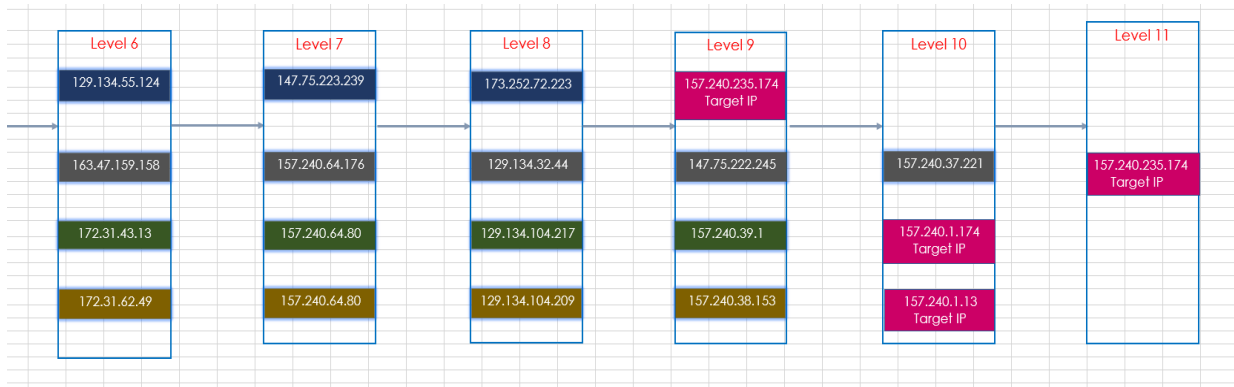 Level 6
129.134.55.124
163.47.159.158
172.31.43.13
172.31.62.49
Level 7
147.75.223.239
157.240.64.176
157.240.64.80
157.240.64.80
Level 8
173.252.72.223
129.134.32.44
129.134.104.217
129.134.104.209
Level 9
157.240.235.174
Target IP
147.75.222.245
157.240.39.1
157.240.38.153
Level 10
157.240.37.221
157.240.1.174
Target IP
157.240.1.13
Target IP
Level 11
157.240.235.174
Target IP